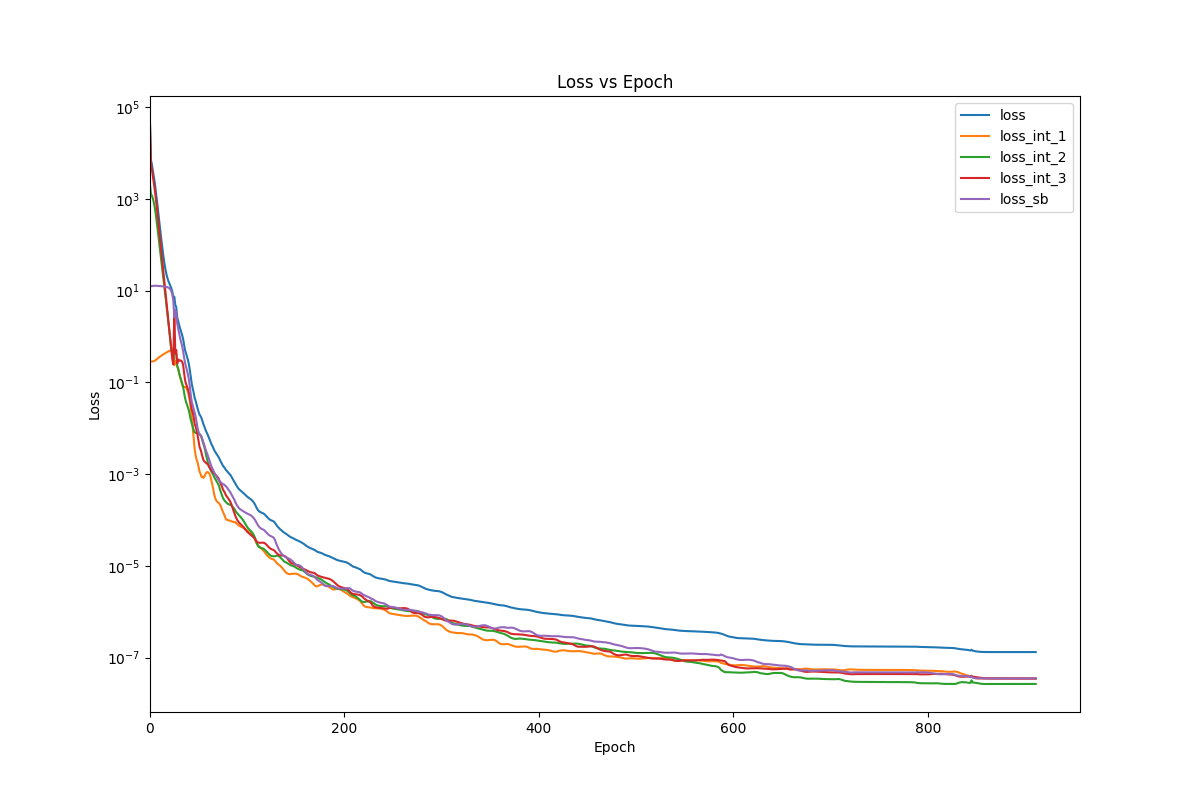 Loss vs Epoch
10^5
10^3
10^1
10^-1
10^-3
10^-5
10^-7
Loss
0 200 400 600 800
Epoch
loss
loss_int_1
loss_int_2
loss_int_3
loss_sb